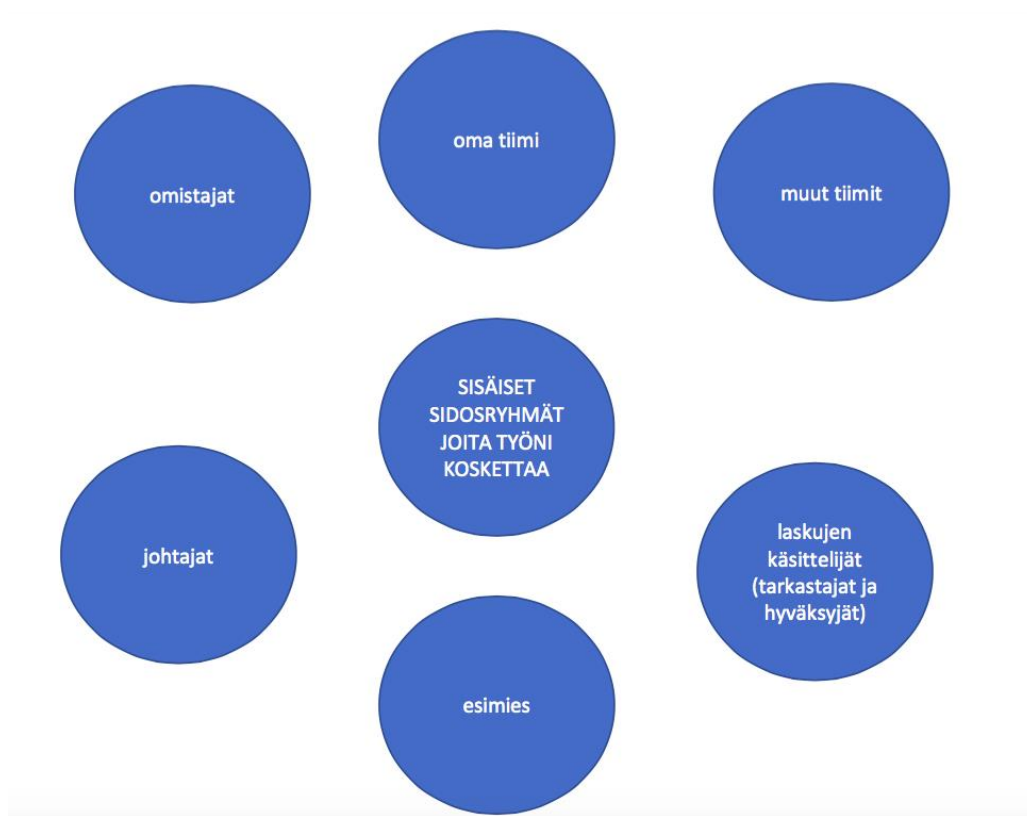 oma tiimi
omistajat
muut tiimit
SISÄISET
SIDOSRYHMÄT
JOITA TYÖNI
KOSKETTAA
johtajat
laskujen
käsittelijät
(tarkastajat ja
hyväksyjät)
esimies